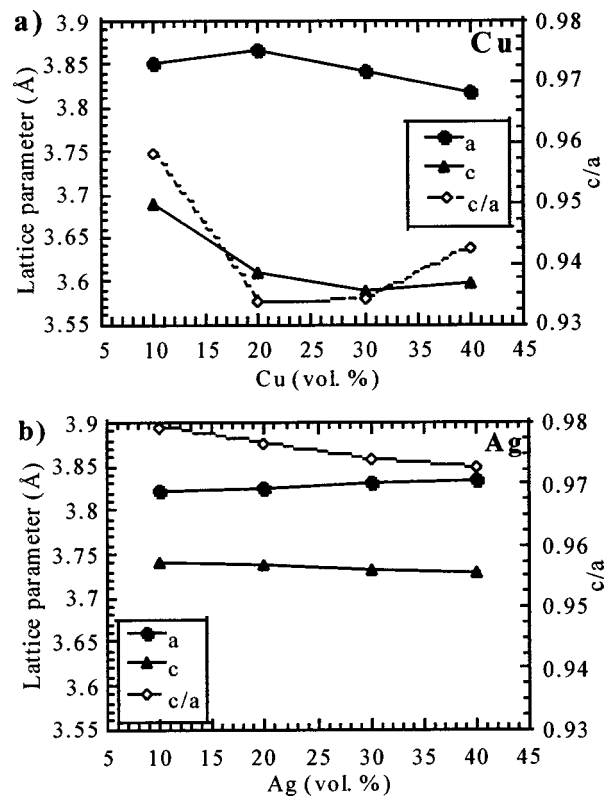 a)
Cu
3.9
3.85
3.8
3.75
3.7
3.65
3.6
3.55
Lattice parameter (Å)
0.98
0.97
0.96
0.95
0.94
0.93
c/a
a
c
c/a
5 10 15 20 25 30 35 40 45
Cu (vol. %)
b)
Ag
3.9
3.85
3.8
3.75
3.7
3.65
3.6
3.55
Lattice parameter (Å)
0.98
0.97
0.96
0.95
0.94
0.93
c/a
a
c
c/a
5 10 15 20 25 30 35 40 45
Ag (vol. %)